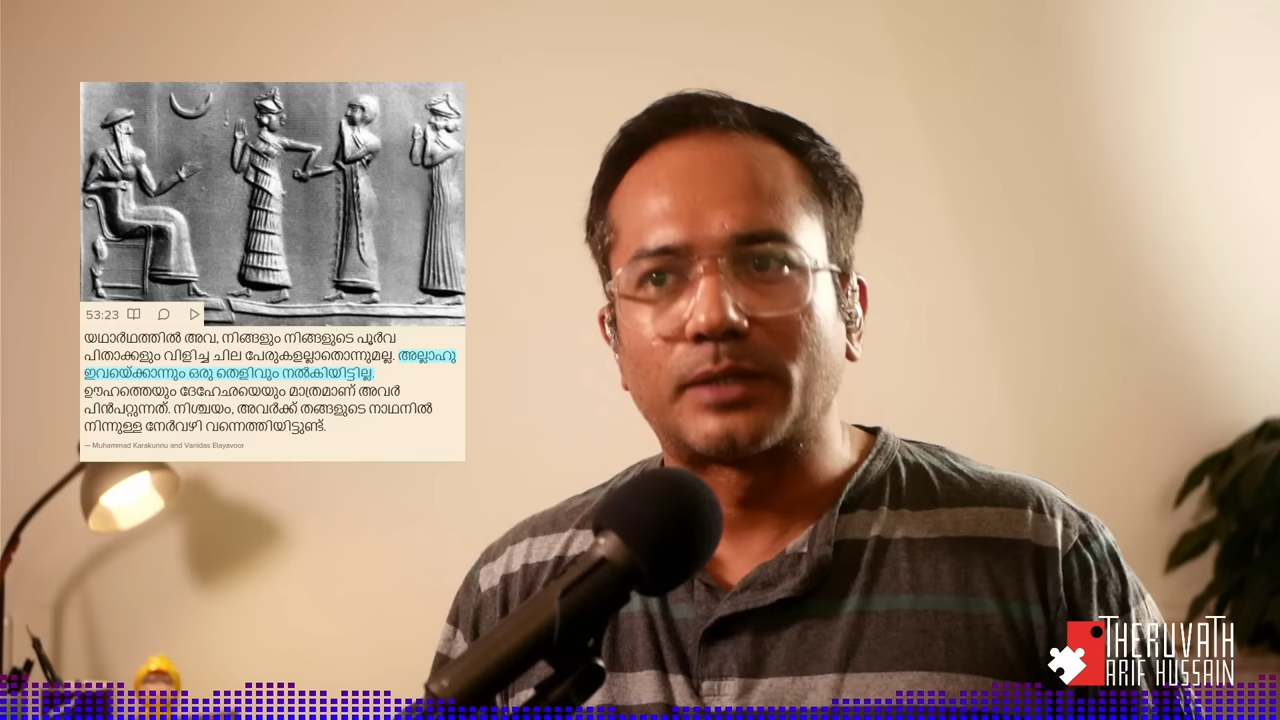 53:23
യഥാർഥത്തിൽ അവ, നിങ്ങളും നിങ്ങളുടെ പൂർവ
പിതാക്കളും വിളിച്ച ചില പേരുകളല്ലാതൊന്നുമല്ല. അല്ലാഹു
ഇവയ്ക്കൊന്നും ഒരു തെളിവും നൽകിയിട്ടില്ല.
ഊഹത്തെയും ദേഹേഛയെയും മാത്രമാണ് അവർ
പിൻപറ്റുന്നത്. നിശ്ചയം, അവർക്ക് തങ്ങളുടെ നാഥനിൽ
നിന്നുള്ള നേർവഴി വന്നെത്തിയിട്ടുണ്ട്.
— Muhammad Karakunnu and Vanidas Elayavoor
THERUVATH
ARIF HUSSAIN